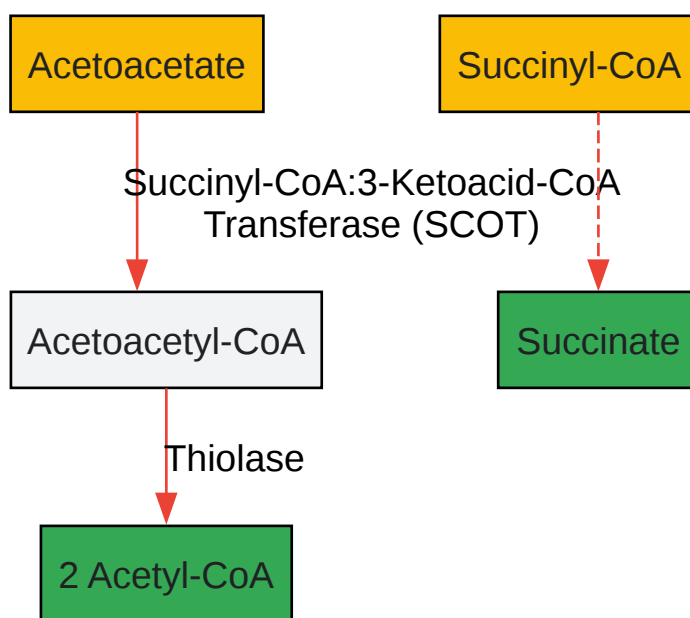 Acetoacetate
Succinyl-CoA
Succinyl-CoA:3-Ketoacid-CoA
Transferase (SCOT)
Acetoacetyl-CoA
Succinate
Thiolase
2 Acetyl-CoA